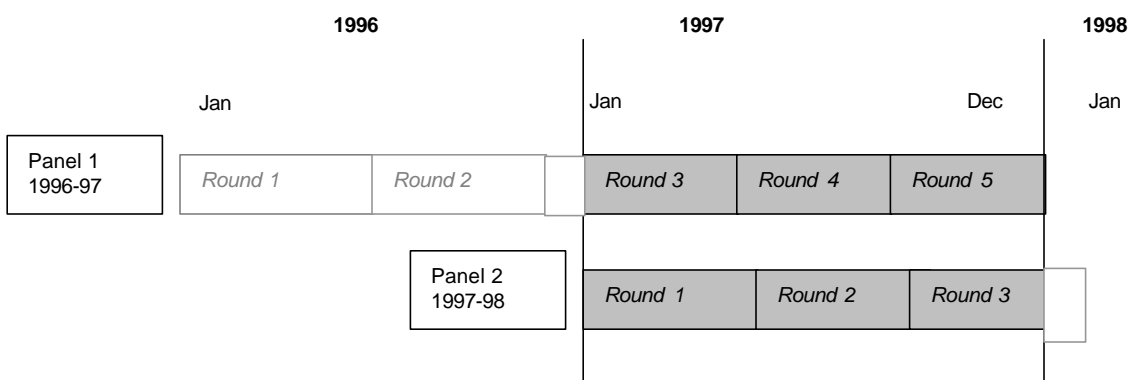 1996 1997 1998
Jan Jan Dec Jan
Panel 1
1996-97
Round 1 Round 2 Round 3 Round 4 Round 5
Panel 2
1997-98
Round 1 Round 2 Round 3